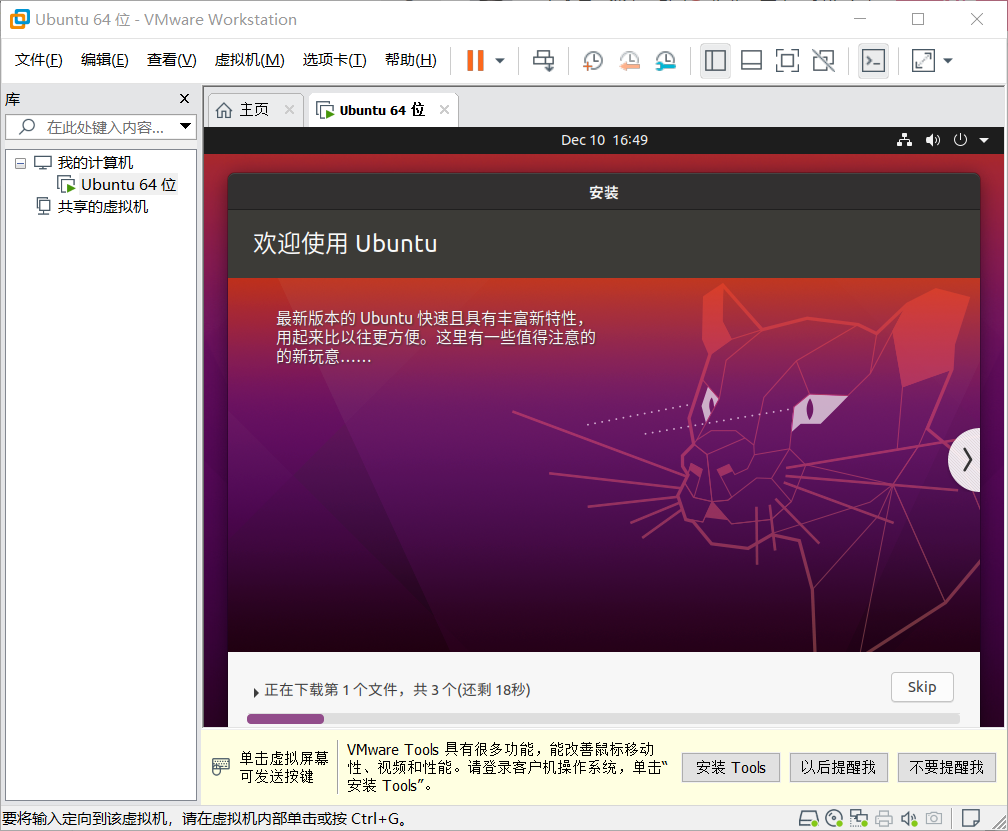 Ubuntu 64 位 - VMware Workstation
文件(F) 编辑(E) 查看(V) 虚拟机(M) 选项卡(T) 帮助(H)
库
在此处键入内容...
我的计算机
Ubuntu 64 位
共享的虚拟机
主页
Ubuntu 64 位
Dec 10 16:49
安装
欢迎使用 Ubuntu
最新版本的 Ubuntu 快速且具有丰富新特性，
用起来比以往更方便。这里有一些值得注意的
的新玩意……
正在下载第 1 个文件，共 3 个(还剩 18秒)
Skip
单击虚拟屏幕
可发送按键
VMware Tools 具有很多功能，能改善鼠标移动
性、视频和性能。请登录客户机操作系统，单击“
安装 Tools”。
安装 Tools
以后提醒我
不要提醒我
要将输入定向到该虚拟机，请在虚拟机内部单击或按 Ctrl+G。